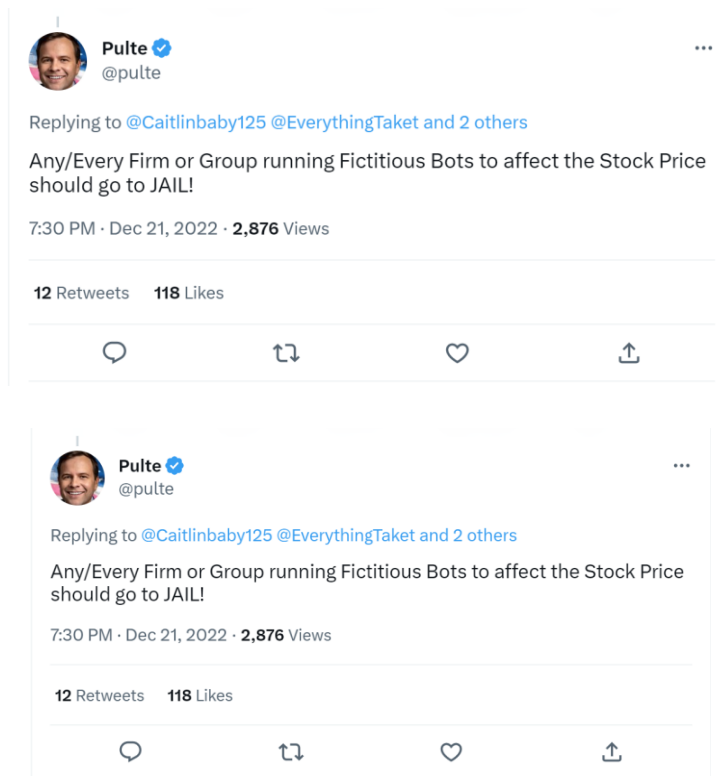 Pulte
@pulte
Replying to @Caitlinbaby125 @EverythingTaket and 2 others
Any/Every Firm or Group running Fictitious Bots to affect the Stock Price
should go to JAIL!
7:30 PM · Dec 21, 2022 · 2,876 Views
12 Retweets 118 Likes
Pulte
@pulte
Replying to @Caitlinbaby125 @EverythingTaket and 2 others
Any/Every Firm or Group running Fictitious Bots to affect the Stock Price
should go to JAIL!
7:30 PM · Dec 21, 2022 · 2,876 Views
12 Retweets 118 Likes